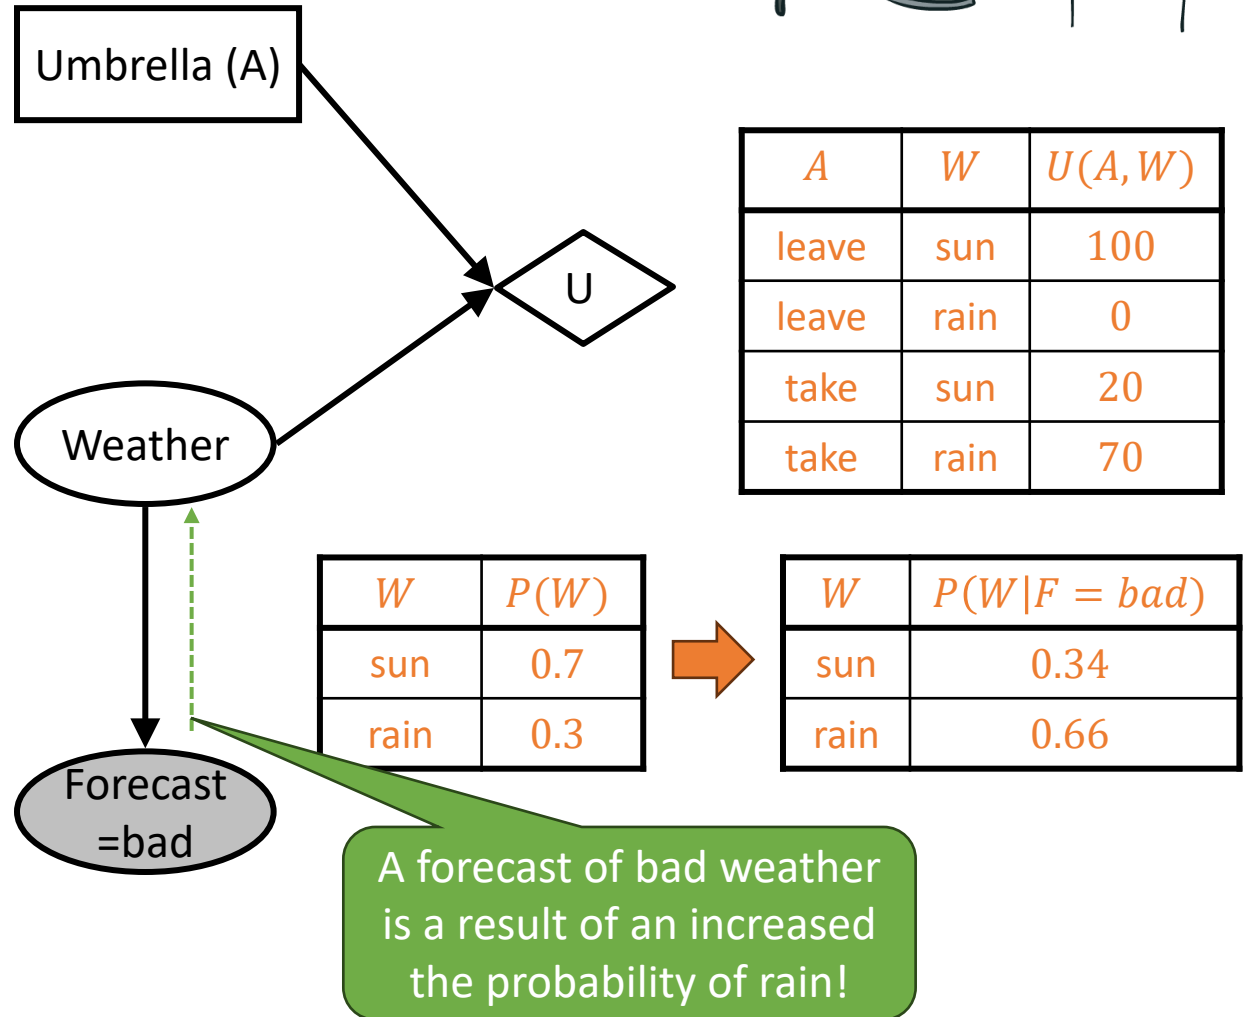 Umbrella (A)
U
Weather
Forecast
=bad
A W U(A, W)
leave sun 100
leave rain 0
take sun 20
take rain 70
W P(W)
sun 0.7
rain 0.3
W P(W|F = bad)
sun 0.34
rain 0.66
A forecast of bad weather
is a result of an increased
the probability of rain!